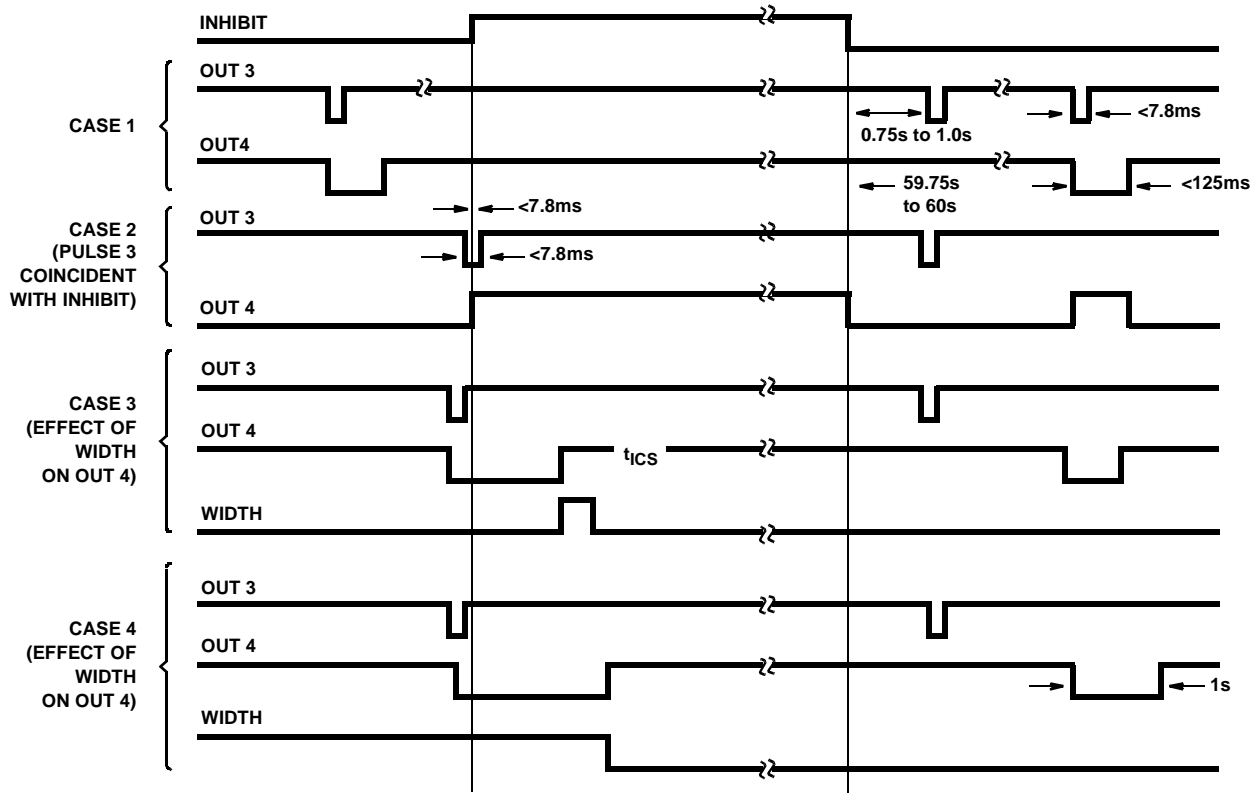 INHIBIT
CASE 1
OUT 3
0.75s to 1.0s
<7.8ms
OUT4
59.75s
to 60s
<125ms
CASE 2
(PULSE 3
COINCIDENT
WITH INHIBIT)
OUT 3
<7.8ms
<7.8ms
OUT 4
CASE 3
(EFFECT OF
WIDTH
ON OUT 4)
OUT 3
OUT 4
tICS
WIDTH
CASE 4
(EFFECT OF
WIDTH
ON OUT 4)
OUT 3
OUT 4
1s
WIDTH